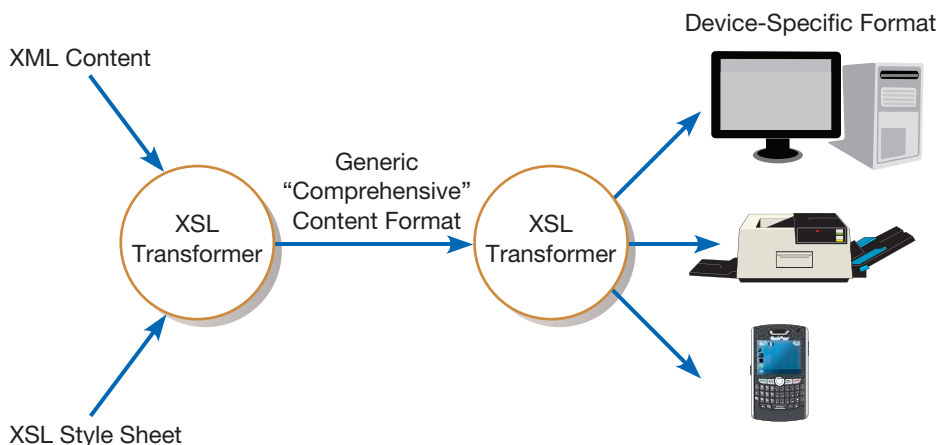 Device-Specific Format
XML Content
Generic
“Comprehensive”
Content Format
XSL
Transformer
XSL
Transformer
XSL Style Sheet